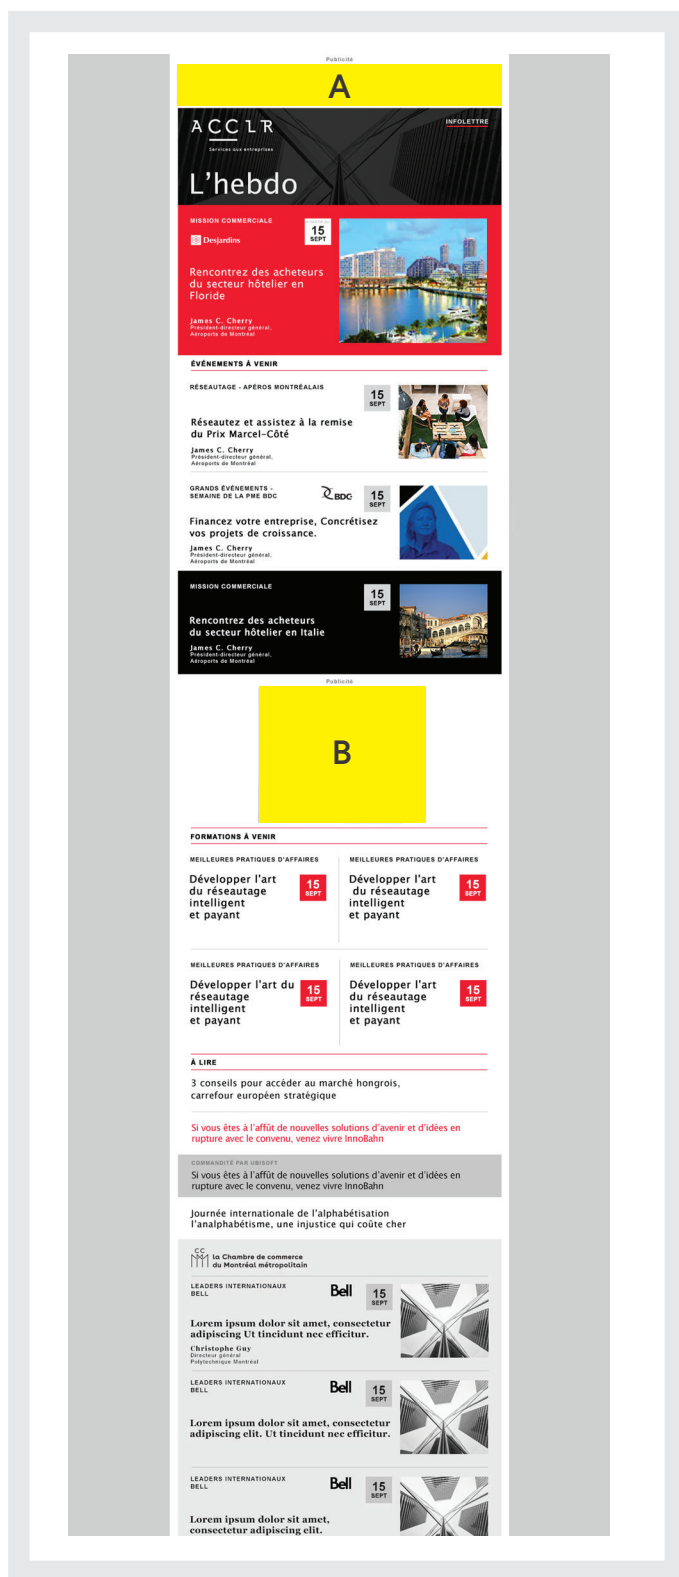 Publicité
A
ACCLR
Services aux entreprises
INFOLETTRE
L'hebdo
MISSION COMMERCIALE
Desjardins
15
SEPT
Rencontrez des acheteurs
du secteur hôtelier en
Floride
James C. Cherry
Président-directeur général,
Aéroports de Montréal
ÉVÉNEMENTS À VENIR
RÉSEAUTAGE - APÉROS MONTRÉALAIS
15
SEPT
Réseautez et assistez à la remise
du Prix Marcel-Côté
James C. Cherry
Président-directeur général,
Aéroports de Montréal
GRANDS ÉVÉNEMENTS -
SEMAINE DE LA PME BDC
BDC
15
SEPT
Financez votre entreprise, Concrétisez
vos projets de croissance.
James C. Cherry
Président-directeur général,
Aéroports de Montréal
MISSION COMMERCIALE
15
SEPT
Rencontrez des acheteurs
du secteur hôtelier en Italie
James C. Cherry
Président-directeur général,
Aéroports de Montréal
Publicité
B
FORMATIONS À VENIR
MEILLEURES PRATIQUES D'AFFAIRES
Développer l'art
du réseautage
intelligent
et payant
15
SEPT
MEILLEURES PRATIQUES D'AFFAIRES
Développer l'art
du réseautage
intelligent
et payant
15
SEPT
MEILLEURES PRATIQUES D'AFFAIRES
Développer l'art du
réseautage
intelligent
et payant
15
SEPT
MEILLEURES PRATIQUES D'AFFAIRES
Développer l'art
du réseautage
intelligent
et payant
15
SEPT
À LIRE
3 conseils pour accéder au marché hongrois,
carrefour européen stratégique
Si vous êtes à l'affût de nouvelles solutions d'avenir et d'idées en
rupture avec le convenu, venez vivre InnoBahn
COMMANDITÉ PAR UBISOFT
Si vous êtes à l'affût de nouvelles solutions d'avenir et d'idées en
rupture avec le convenu, venez vivre InnoBahn
Journée internationale de l'alphabétisation
l'analphabétisme, une injustice qui coûte cher
CC
MM
la Chambre de commerce
du Montréal métropolitain
LEADERS INTERNATIONAUX
BELL
Bell
15
SEPT
Lorem ipsum dolor sit amet, consectetur
adipiscing Ut tincidunt nec efficitur.
Christophe Guy
Directeur général
Polytechnique Montréal
LEADERS INTERNATIONAUX
BELL
Bell
15
SEPT
Lorem ipsum dolor sit amet, consectetur
adipiscing elit. Ut tincidunt nec efficitur.
LEADERS INTERNATIONAUX
BELL
Bell
15
SEPT
Lorem ipsum dolor sit amet,
consectetur adipiscing elit.